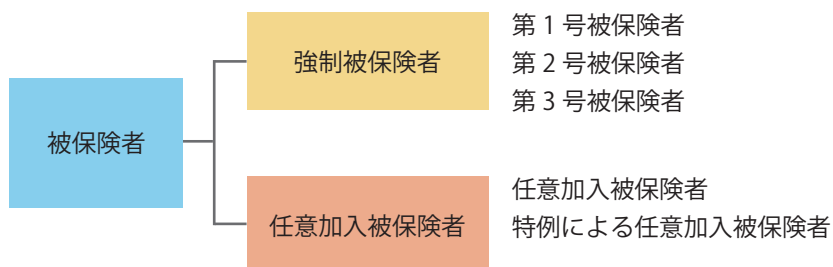 被保険者
強制被保険者
第 1 号被保険者
第 2 号被保険者
第 3 号被保険者
任意加入被保険者
任意加入被保険者
特例による任意加入被保険者